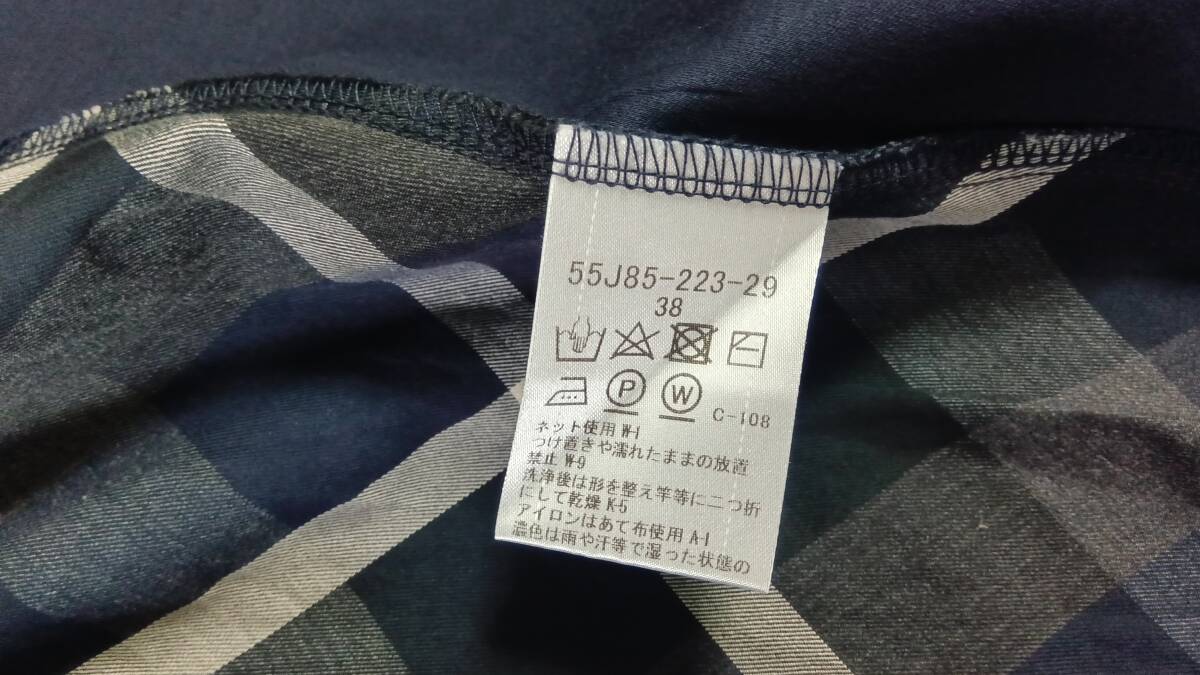 55J85-223-29
38
P W C-108
ネット使用 W-1
つけ置きや濡れたままの放置
禁止 W-9
洗浄後は形を整え竿等に二つ折
にして乾燥 K-5
アイロンはあて布使用 A-1
濃色は雨や汗等で湿った状態の